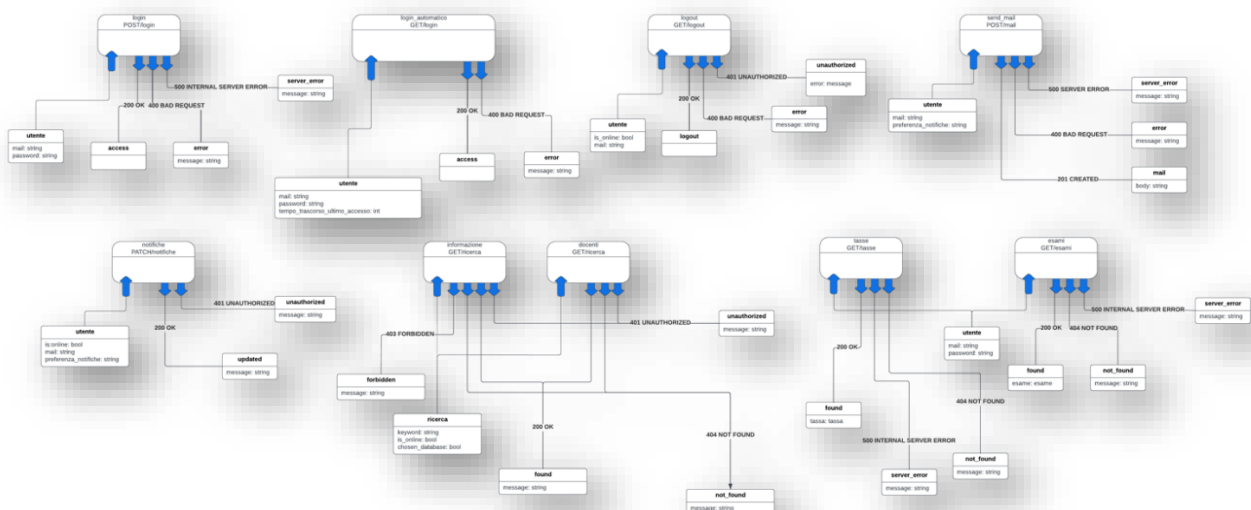 login
POST/login
500 INTERNAL SERVER ERROR
server_error
message: string
200 OK
400 BAD REQUEST
utente
mail: string
password: string
access
error
message: string
login_automatico
GET/login
200 OK
400 BAD REQUEST
access
error
message: string
utente
mail: string
password: string
tempo_trascorso_ultimo_accesso: int
logout
GET/logout
401 UNAUTHORIZED
unauthorized
error: message
200 OK
400 BAD REQUEST
error
message: string
utente
is_online: bool
mail: string
logout
send_mail
POST/mail
500 SERVER ERROR
server_error
message: string
utente
mail: string
preferenza_notifiche: string
400 BAD REQUEST
error
message: string
201 CREATED
mail
body: string
notifiche
PATCH/notifiche
401 UNAUTHORIZED
unauthorized
message: string
utente
is:online: bool
mail: string
preferenza_notifiche: string
200 OK
updated
message: string
informazione
GET/ricerca
docenti
GET/ricerca
403 FORBIDDEN
401 UNAUTHORIZED
unauthorized
message: string
forbidden
message: string
ricerca
keyword: string
is_online: bool
chosen_database: bool
200 OK
404 NOT FOUND
found
message: string
not_found
message: string
tasse
GET/tasse
esami
GET/esami
500 INTERNAL SERVER ERROR
server_error
message: string
utente
mail: string
password: string
200 OK
404 NOT FOUND
found
esame: esame
not_found
message: string
200 OK
found
tassa: tassa
404 NOT FOUND
500 INTERNAL SERVER ERROR
not_found
message: string
server_error
message: string